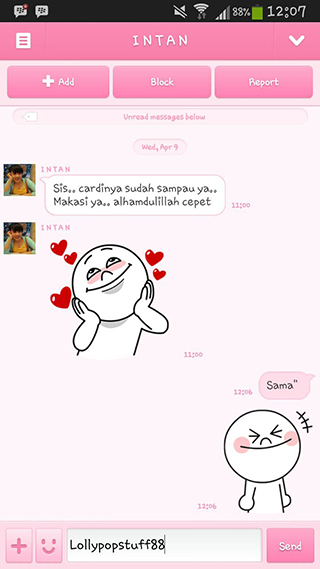 88% 12:07
INTAN
+ Add
Block
Report
Unread messages below
Wed, Apr 9
INTAN
Sis.. cardinya sudah sampau ya..
Makasi ya.. alhamdulillah cepet
11:00
INTAN
11:00
Sama"
12:06
12:06
Lollypopstuff88
Send